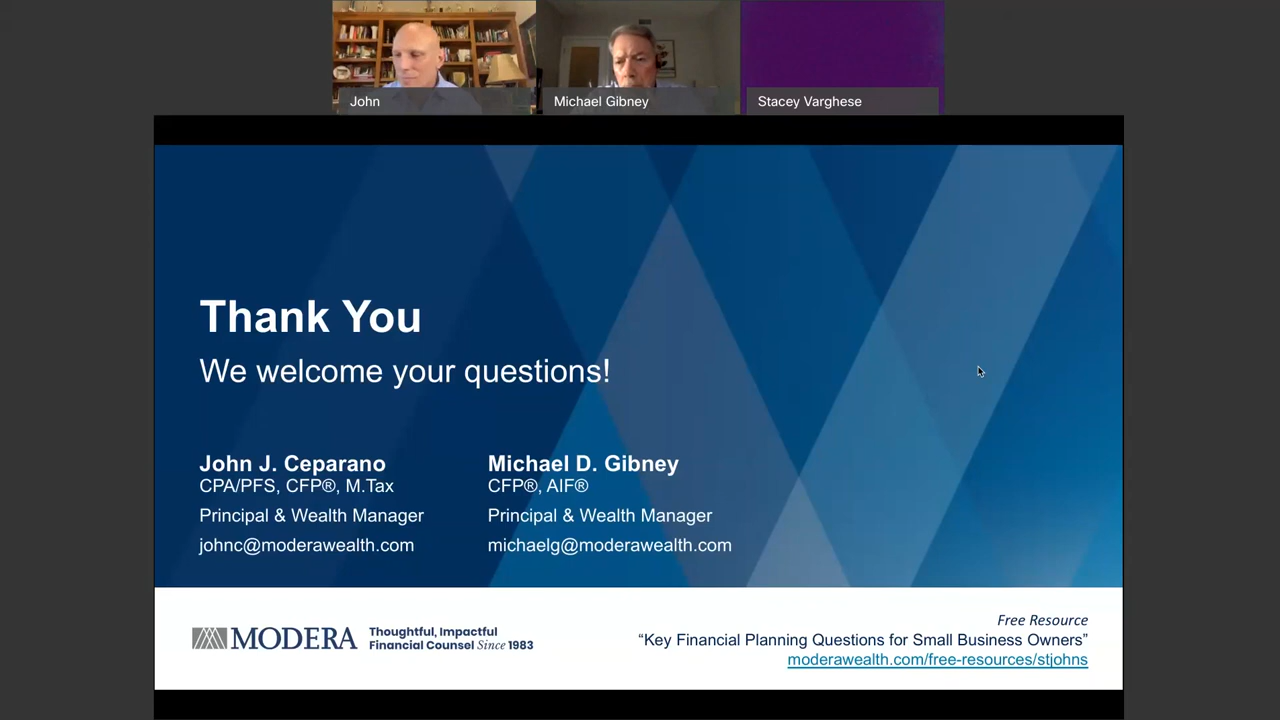 John
Michael Gibney
Stacey Varghese
Thank You
We welcome your questions!
John J. Ceparano
CPA/PFS, CFP®, M.Tax
Principal & Wealth Manager
johnc@moderawealth.com
Michael D. Gibney
CFP®, AIF®
Principal & Wealth Manager
michaelg@moderawealth.com
MODERA
Thoughtful, Impactful
Financial Counsel Since 1983
Free Resource
“Key Financial Planning Questions for Small Business Owners”
moderawealth.com/free-resources/stjohns